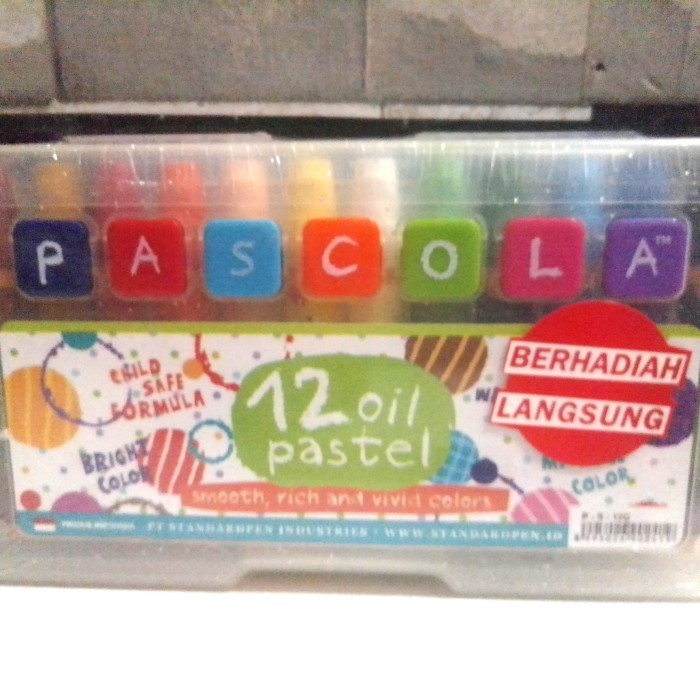 PASCOLA™
CHILD
SAFE
FORMULA
12 oil
pastel
BERHADIAH
LANGSUNG
BRIGHT
COLOR
COLOR
smooth, rich and vivid colors
PT STANDARDPEN INDUSTRIES · WWW.STANDARDPEN.ID